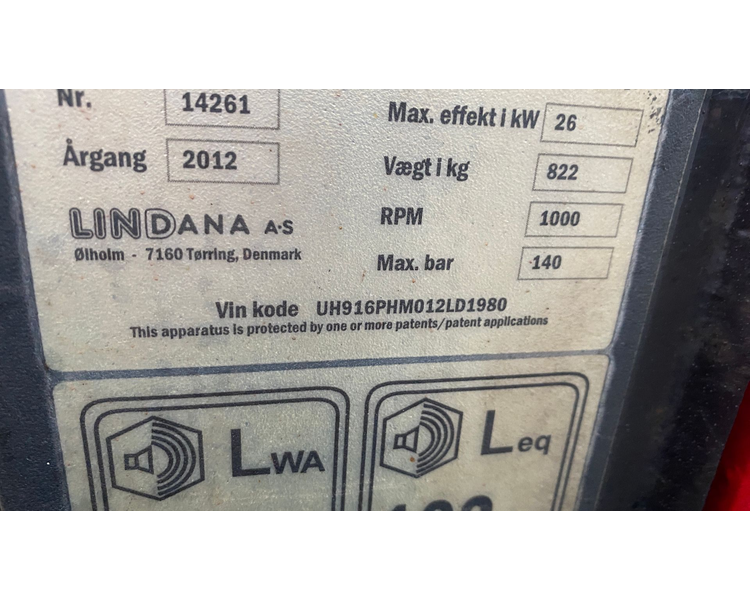 Nr. 14261
Max. effekt i kW 26
Årgang 2012
Vægt i kg 822
LINDANA A·S
RPM 1000
Ølholm - 7160 Tørring, Denmark
Max. bar 140
Vin kode UH916PHM012LD1980
This apparatus is protected by one or more patents/patent applications
LWA
Leq